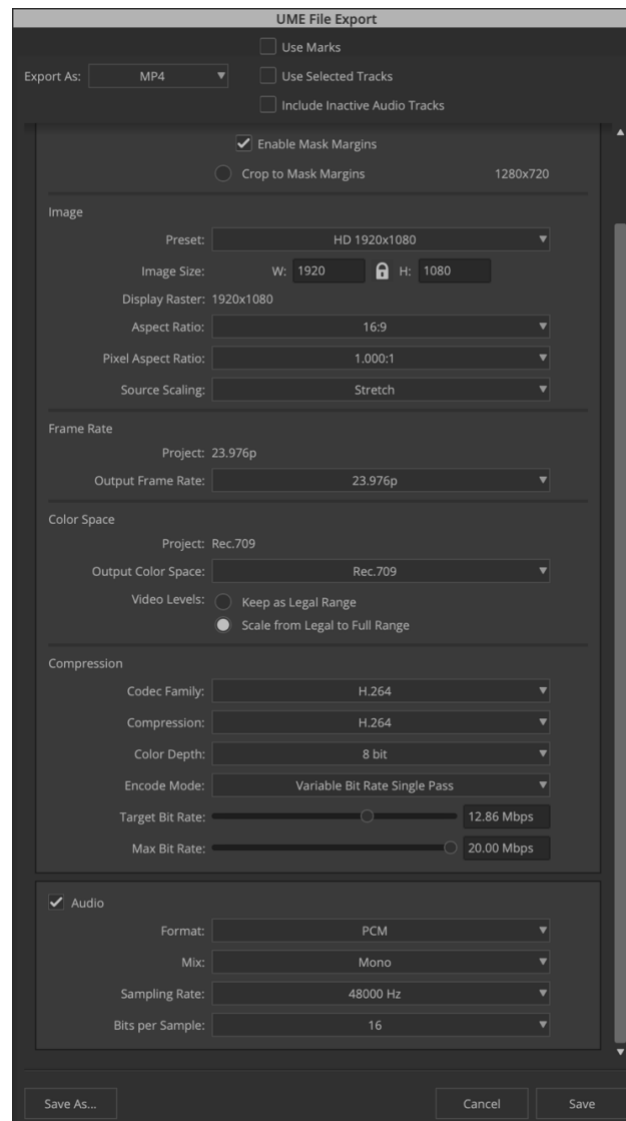 UME File Export
Use Marks
Export As: MP4
Use Selected Tracks
Include Inactive Audio Tracks
Enable Mask Margins
Crop to Mask Margins 1280x720
Image
Preset: HD 1920x1080
Image Size: W: 1920 H: 1080
Display Raster: 1920x1080
Aspect Ratio: 16:9
Pixel Aspect Ratio: 1.000:1
Source Scaling: Stretch
Frame Rate
Project: 23.976p
Output Frame Rate: 23.976p
Color Space
Project: Rec.709
Output Color Space: Rec.709
Video Levels: Keep as Legal Range
Scale from Legal to Full Range
Compression
Codec Family: H.264
Compression: H.264
Color Depth: 8 bit
Encode Mode: Variable Bit Rate Single Pass
Target Bit Rate: 12.86 Mbps
Max Bit Rate: 20.00 Mbps
Audio
Format: PCM
Mix: Mono
Sampling Rate: 48000 Hz
Bits per Sample: 16
Save As... Cancel Save